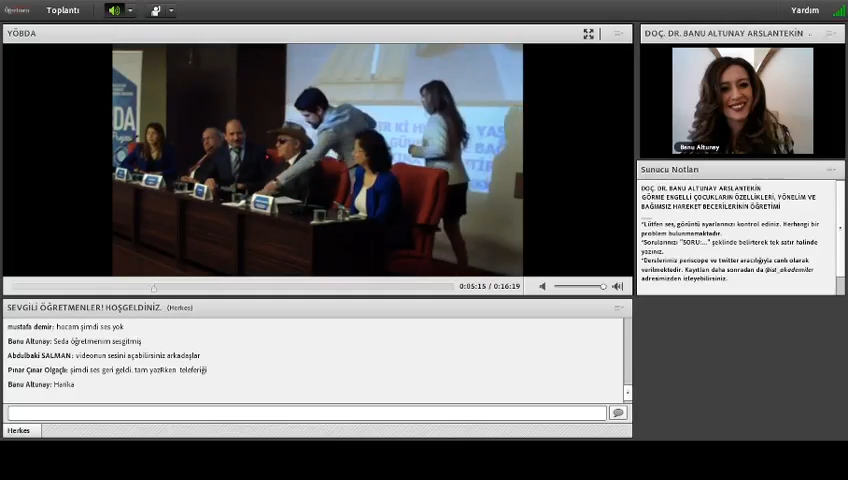 Öğretmen Toplantı Yardım
YÖBDA
DOÇ. DR. BANU ALTUNAY ARSLANTEKİN ..
Banu Altunay
Sunucu Notları
DOÇ. DR. BANU ALTUNAY ARSLANTEKİN
GÖRME ENGELLİ ÇOCUKLARIN ÖZELLİKLERİ, YÖNELİM VE
BAĞIMSIZ HAREKET BECERİLERİNİN ÖĞRETİMİ
*Lütfen ses, görüntü ayarlarınızı kontrol ediniz. Herhangi bir
problem bulunmamaktadır.
*Sorularınızı "SORU:..." şeklinde belirterek tek satır halinde
yazınız.
*Derslerimiz periscope ve twitter aracılığıyla canlı olarak
verilmektedir. Kayıtları daha sonradan da @ist_akademiler
adresimizden izleyebilirsiniz.
0:05:15 / 0:16:19
SEVGİLİ ÖĞRETMENLER! HOŞGELDİNİZ. (Herkes)
mustafa demir: hocam şimdi ses yok
Banu Altunay: Seda öğretmenim sesgitmiş
Abdulbaki SALMAN: videonun sesini açabilirsiniz arkadaşlar
Pınar Çınar Olgaçlı: şimdi ses geri geldi. tam yazRken teleferiği
Banu Altunay: Harika
Herkes